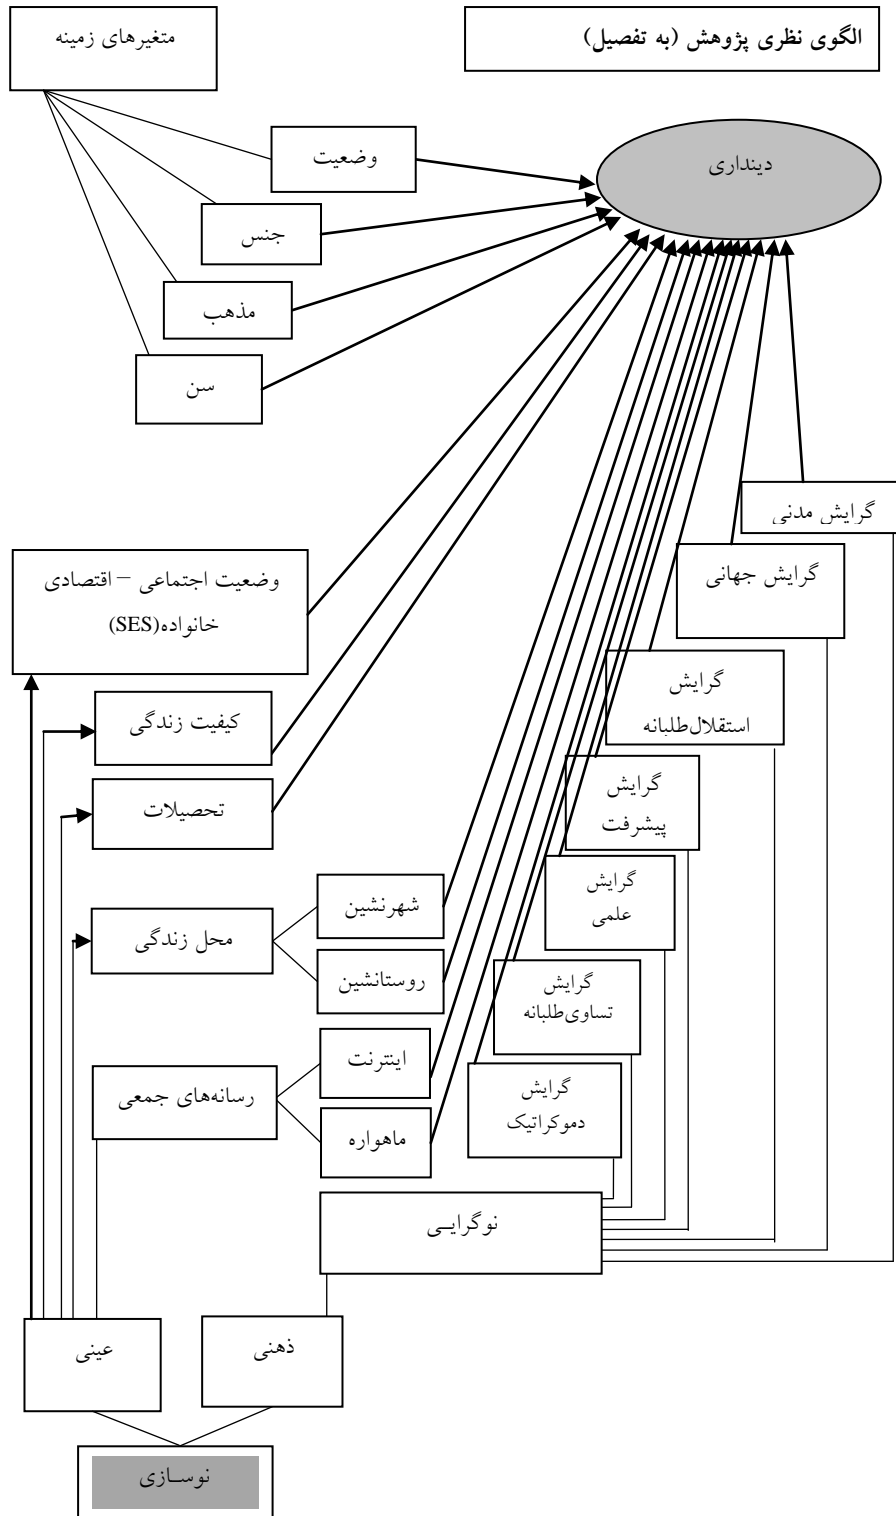 الگوی نظری پژوهش (به تفصیل)
متغیرهای زمینه
دینداری
وضعیت
جنس
مذهب
سن
گرایش مدنی
گرایش جهانی
وضعیت اجتماعی – اقتصادی
خانواده(SES)
گرایش
استقلال‌طلبانه
کیفیت زندگی
گرایش
پیشرفت
تحصیلات
گرایش
علمی
شهرنشین
محل زندگی
روستانشین
گرایش
تساوی‌طلبانه
اینترنت
رسانه‌های جمعی
ماهواره
گرایش
دموکراتیک
نوگرایـی
ذهنی
عینی
نوسـازی